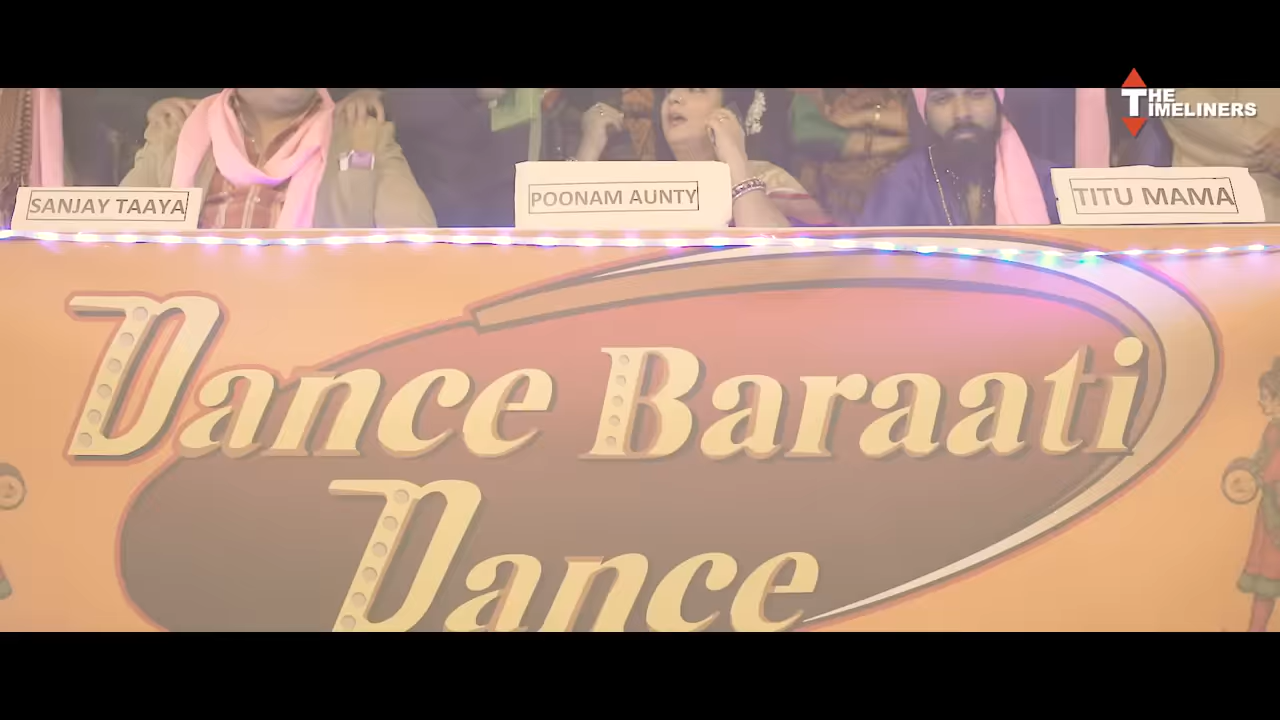 THE
TIMELINERS
SANJAY TAAYA
POONAM AUNTY
TITU MAMA
Dance Baraati
Dance